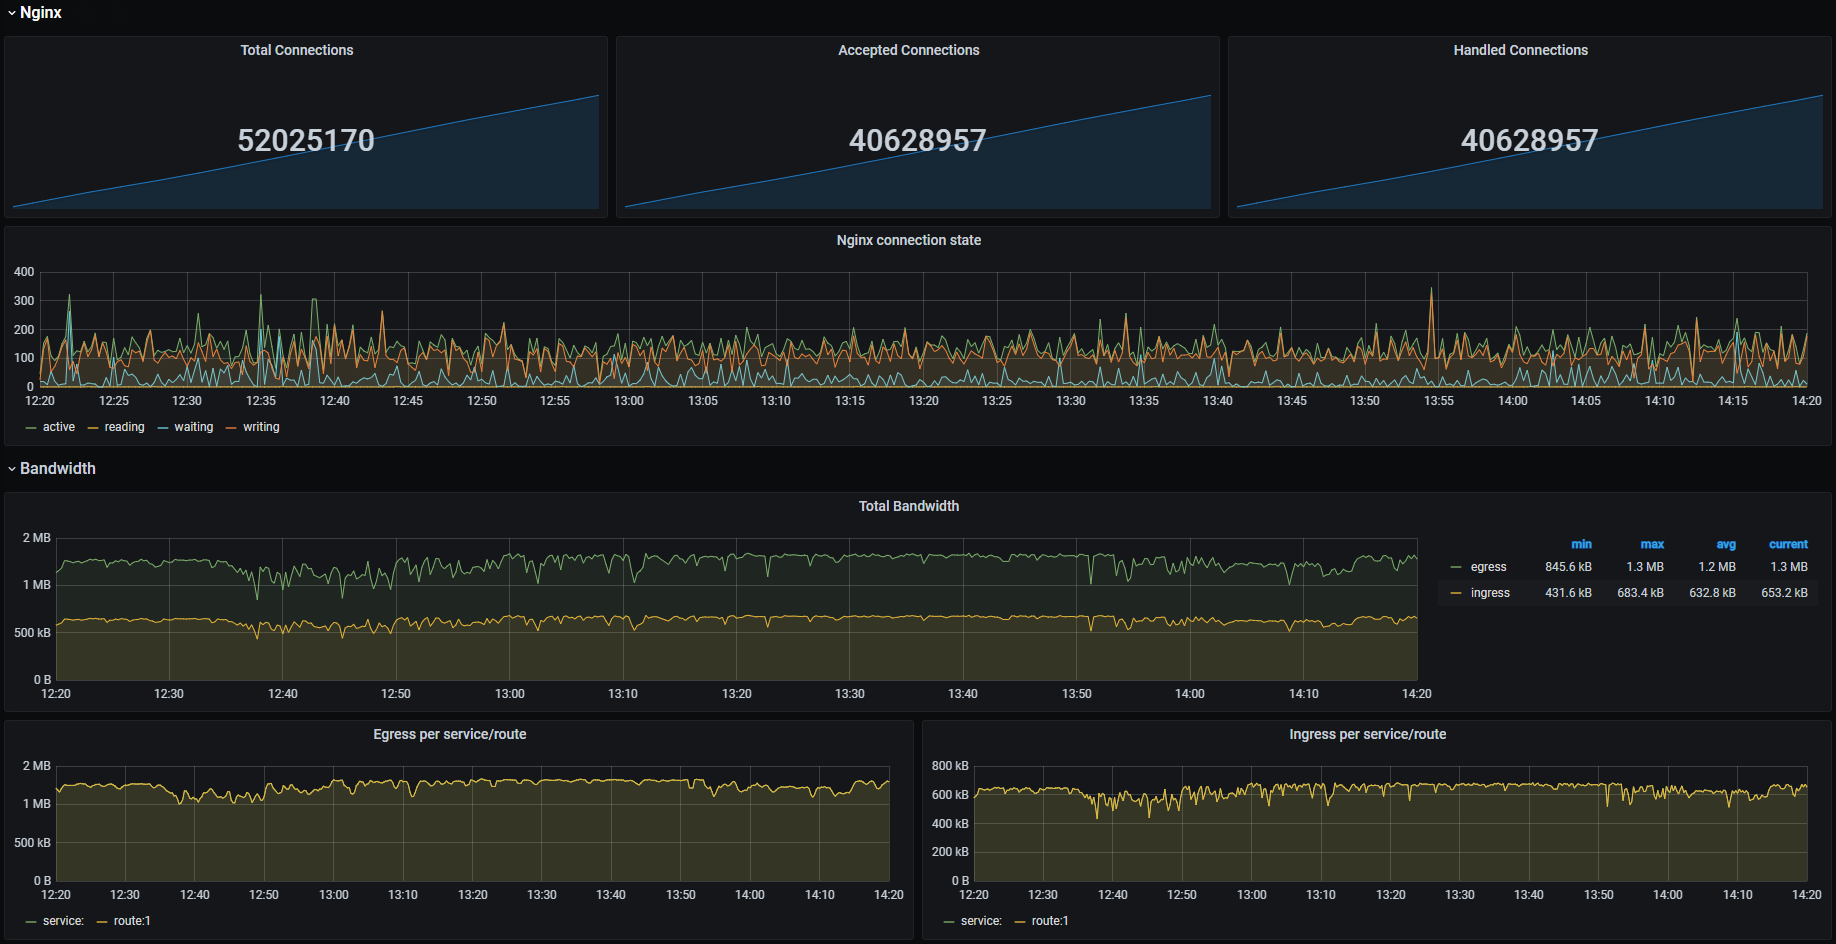 Nginx
Total Connections
52025170
Accepted Connections
40628957
Handled Connections
40628957
Nginx connection state
400
300
200
100
0
12:20 12:25 12:30 12:35 12:40 12:45 12:50 12:55 13:00 13:05 13:10 13:15 13:20 13:25 13:30 13:35 13:40 13:45 13:50 13:55 14:00 14:05 14:10 14:15 14:20
active reading waiting writing
Bandwidth
Total Bandwidth
2 MB
1 MB
500 kB
0 B
12:20 12:30 12:40 12:50 13:00 13:10 13:20 13:30 13:40 13:50 14:00 14:10 14:20
min max avg current
egress 845.6 kB 1.3 MB 1.2 MB 1.3 MB
ingress 431.6 kB 683.4 kB 632.8 kB 653.2 kB
Egress per service/route
2 MB
1 MB
500 kB
0 B
12:20 12:30 12:40 12:50 13:00 13:10 13:20 13:30 13:40 13:50 14:00 14:10 14:20
service: route:1
Ingress per service/route
800 kB
600 kB
400 kB
200 kB
0 B
12:20 12:30 12:40 12:50 13:00 13:10 13:20 13:30 13:40 13:50 14:00 14:10 14:20
service: route:1